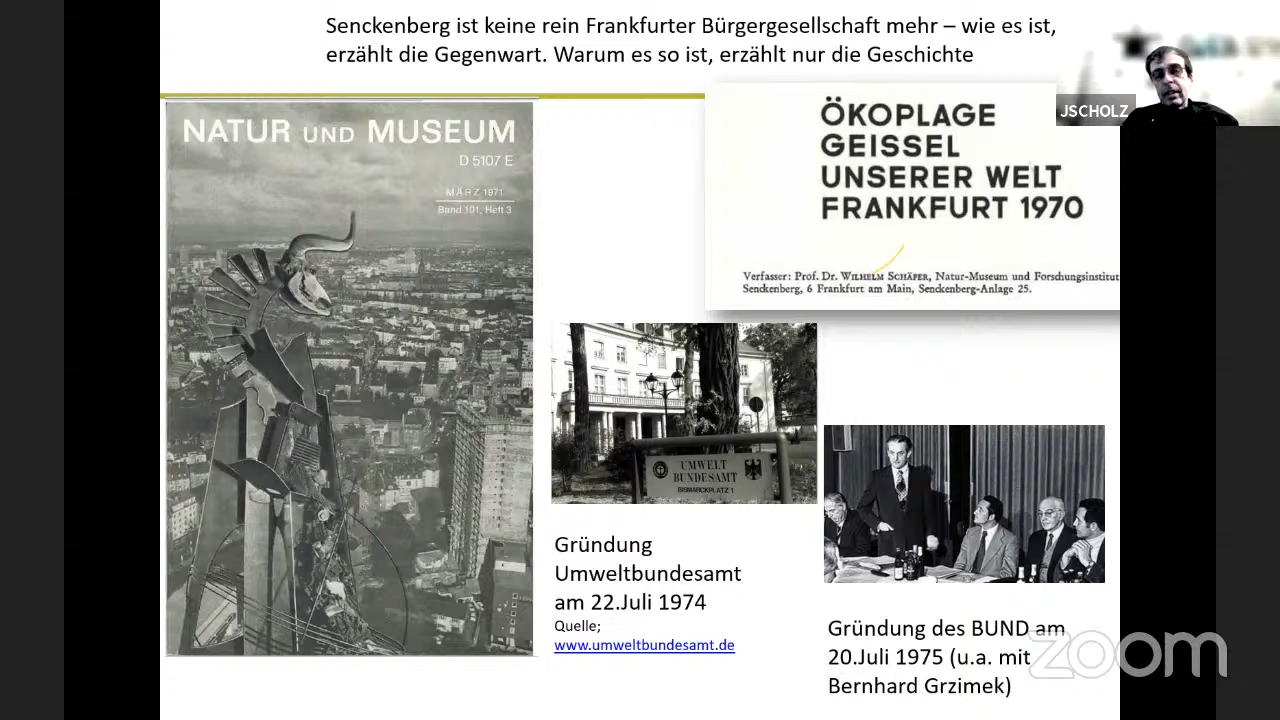 Senckenberg ist keine rein Frankfurter Bürgergesellschaft mehr – wie es ist,
erzählt die Gegenwart. Warum es so ist, erzählt nur die Geschichte
JSCHOLZ
NATUR UND MUSEUM
D 5107 E
MÄRZ 1971
Band 101, Heft 3
ÖKOPLAGE
GEISSEL
UNSERER WELT
FRANKFURT 1970
Verfasser: Prof. Dr. WILHELM SCHÄFER, Natur-Museum und Forschungsinstitut
Senckenberg, 6 Frankfurt am Main, Senckenberg-Anlage 25.
UMWELT
BUNDESAMT
BISMARCKPLATZ 1
Gründung
Umweltbundesamt
am 22.Juli 1974
Quelle;
www.umweltbundesamt.de
Gründung des BUND am
20.Juli 1975 (u.a. mit
Bernhard Grzimek)
zoom